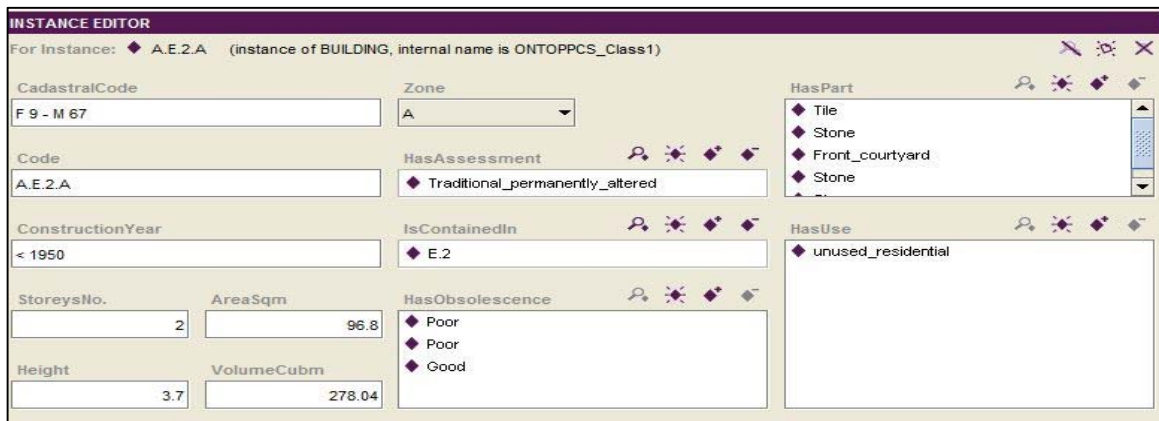 INSTANCE EDITOR
For Instance: A.E.2.A (instance of BUILDING, internal name is ONTOPPCS_Class1)
CadastralCode
F 9 - M 67
Code
A.E.2.A
ConstructionYear
< 1950
StoreysNo. AreaSqm
2 96.8
Height VolumeCubm
3.7 278.04
Zone
A
HasAssessment
Traditional_permanently_altered
IsContainedIn
E.2
HasObsolescence
Poor
Poor
Good
HasPart
Tile
Stone
Front_courtyard
Stone
HasUse
unused_residential